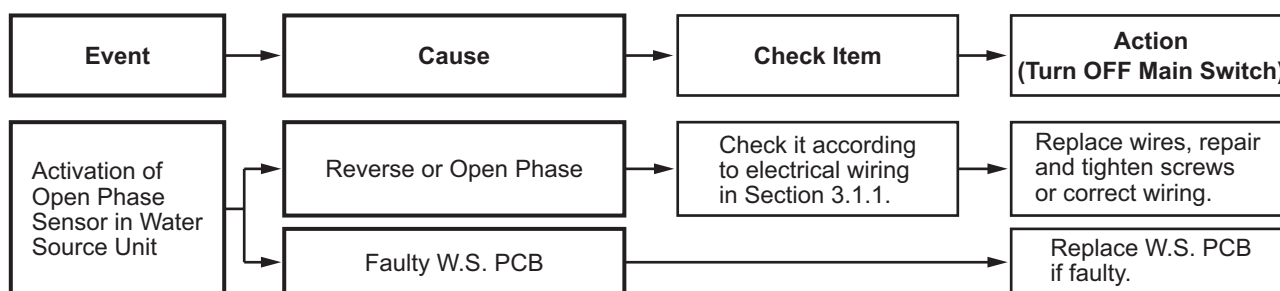 Event
Cause
Check Item
Action
(Turn OFF Main Switch)
Activation of
Open Phase
Sensor in Water
Source Unit
Reverse or Open Phase
Check it according
to electrical wiring
in Section 3.1.1.
Replace wires, repair
and tighten screws
or correct wiring.
Faulty W.S. PCB
Replace W.S. PCB
if faulty.